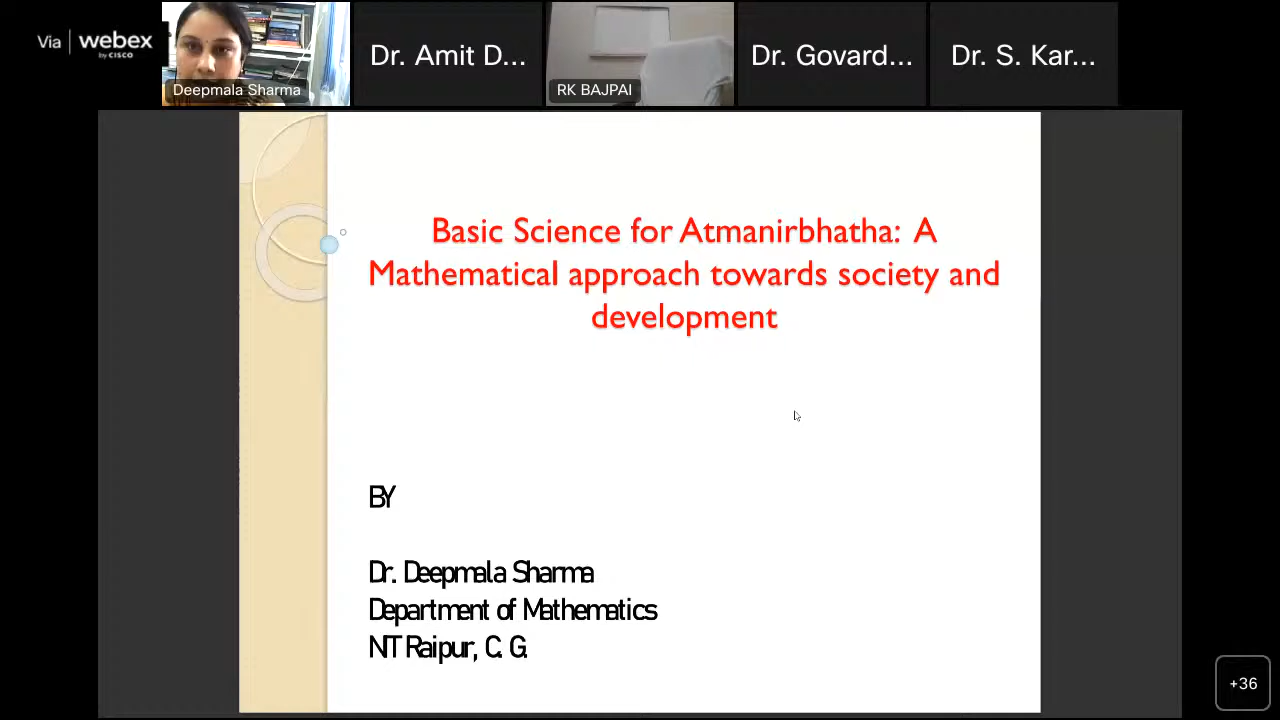 Via webex
by CISCO
Deepmala Sharma
Dr. Amit D...
RK BAJPAI
Dr. Govard...
Dr. S. Kar...
Basic Science for Atmanirbhatha: A
Mathematical approach towards society and
development
BY
Dr. Deepmala Sharma
Department of Mathematics
NIT Raipur, C. G.
+36